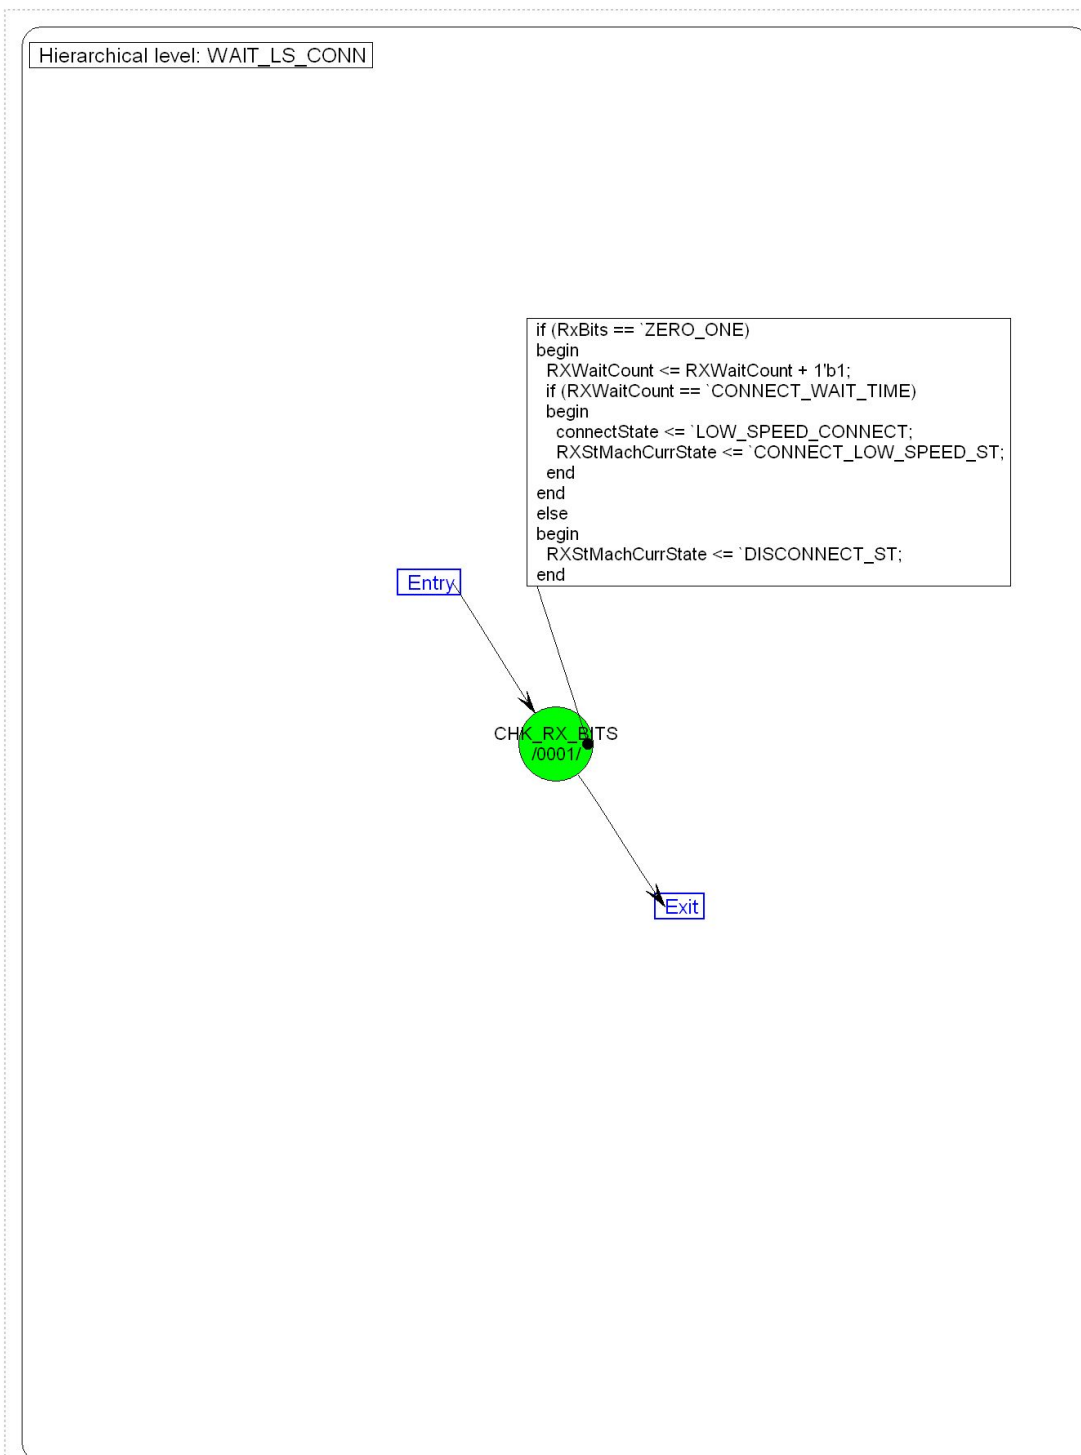 Hierarchical level: WAIT_LS_CONN
if (RxBits == `ZERO_ONE)
begin
RXWaitCount <= RXWaitCount + 1'b1;
if (RXWaitCount == `CONNECT_WAIT_TIME)
begin
connectState <= `LOW_SPEED_CONNECT;
RXStMachCurrState <= `CONNECT_LOW_SPEED_ST;
end
end
else
begin
RXStMachCurrState <= `DISCONNECT_ST;
end
Entry
CHK_RX_BITS
/0001/
Exit